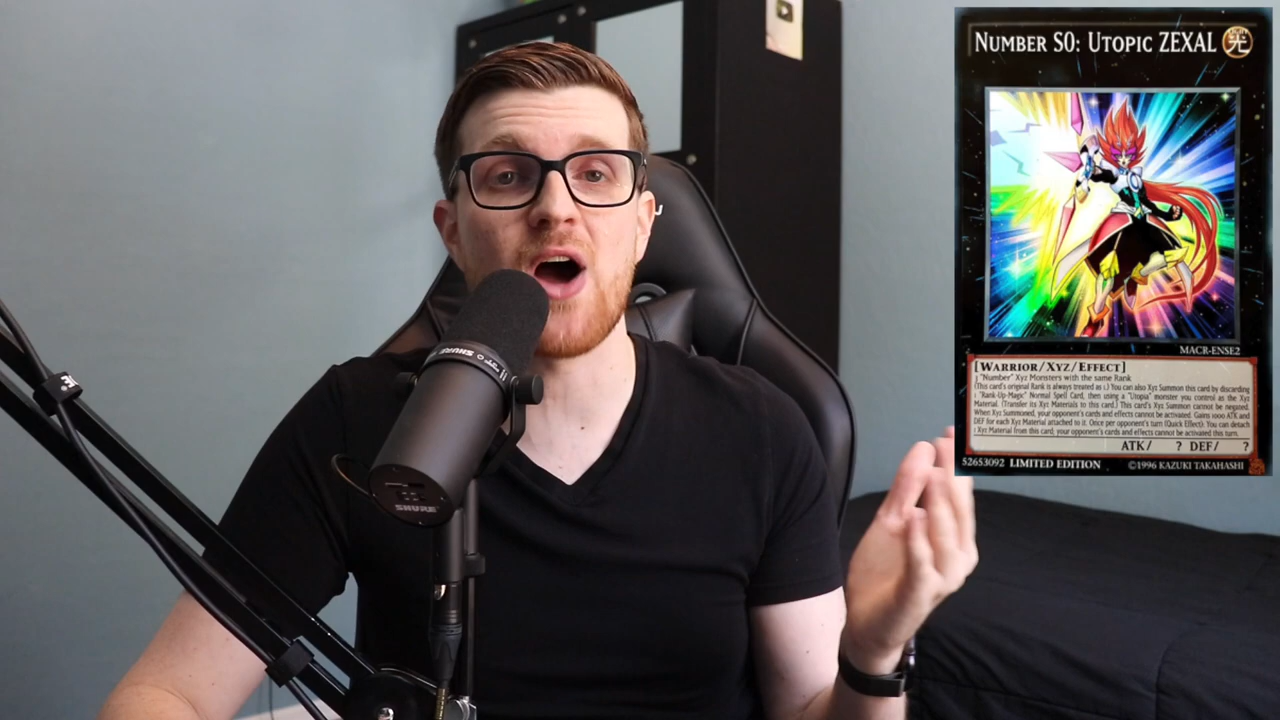 NUMBER S0: UTOPIC ZEXAL 光
MACR-ENSE2
[WARRIOR/XYZ/EFFECT]
3 "Number" Xyz Monsters with the same Rank
(This card's original Rank is always treated as 1.) You can also Xyz Summon this card by discarding
1 "Rank-Up-Magic" Normal Spell Card, then using a "Utopia" monster you control as the Xyz
Material. (Transfer its Xyz Materials to this card.) This card's Xyz Summon cannot be negated.
When Xyz Summoned, your opponent's cards and effects cannot be activated. Gains 1000 ATK and
DEF for each Xyz Material attached to it. Once per opponent's turn (Quick Effect): You can detach
1 Xyz Material from this card; your opponent's cards and effects cannot be activated this turn.
ATK/ ? DEF/ ?
52653092 LIMITED EDITION ©1996 KAZUKI TAKAHASHI
SHURE
SHURE